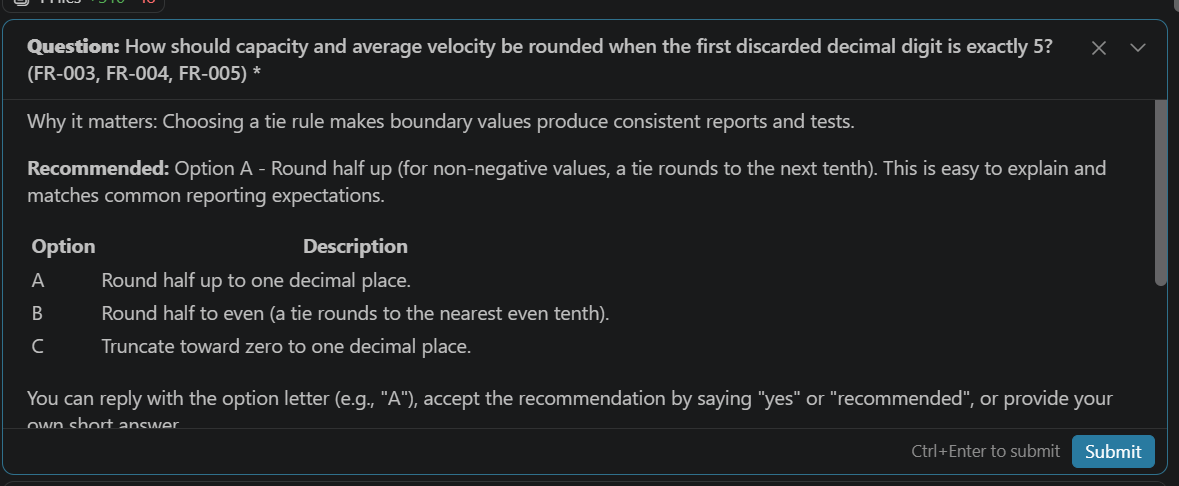 Question: How should capacity and average velocity be rounded when the first discarded decimal digit is exactly 5?
(FR-003, FR-004, FR-005) *
Why it matters: Choosing a tie rule makes boundary values produce consistent reports and tests.
Recommended: Option A - Round half up (for non-negative values, a tie rounds to the next tenth). This is easy to explain and
matches common reporting expectations.
Option Description
A Round half up to one decimal place.
B Round half to even (a tie rounds to the nearest even tenth).
C Truncate toward zero to one decimal place.
You can reply with the option letter (e.g., "A"), accept the recommendation by saying "yes" or "recommended", or provide your
own short answer
Ctrl+Enter to submit Submit